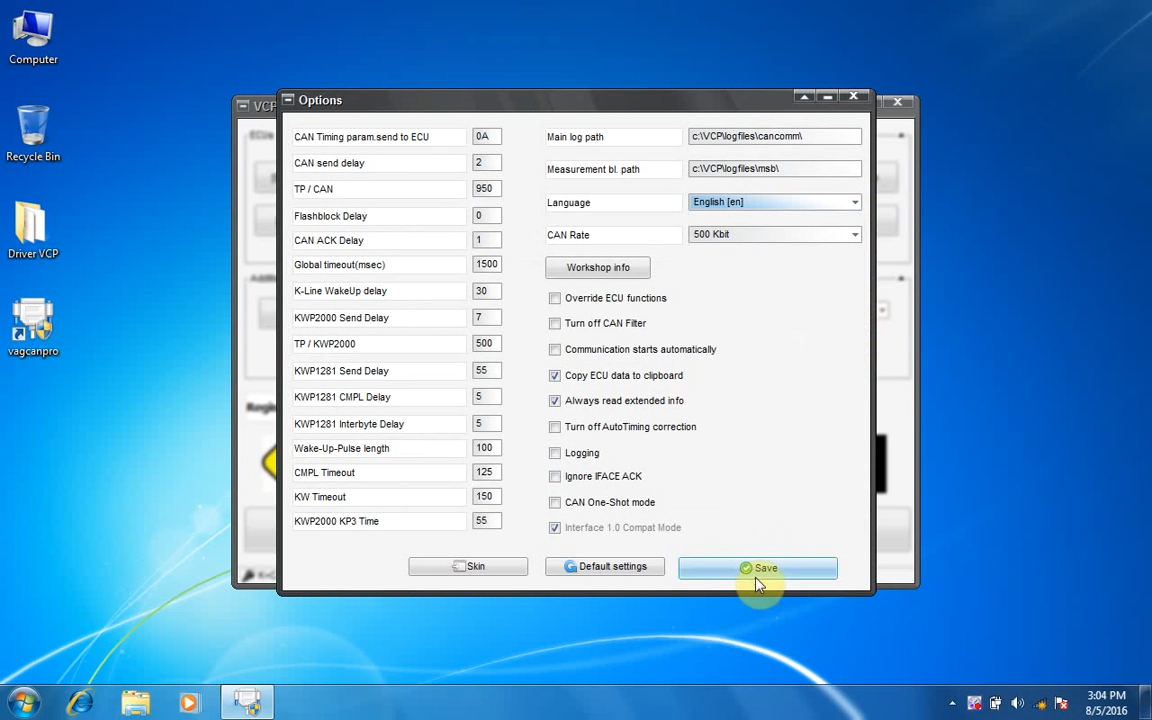 Computer
Recycle Bin
Driver VCP
vagcanpro
VCP
Options
CAN Timing param.send to ECU 0A
CAN send delay 2
TP / CAN 950
Flashblock Delay 0
CAN ACK Delay 1
Global timeout(msec) 1500
K-Line WakeUp delay 30
KWP2000 Send Delay 7
TP / KWP2000 500
KWP1281 Send Delay 55
KWP1281 CMPL Delay 5
KWP1281 Interbyte Delay 5
Wake-Up-Pulse length 100
CMPL Timeout 125
KW Timeout 150
KWP2000 KP3 Time 55
Main log path c:\VCP\logfiles\cancomm\
Measurement bl. path c:\VCP\logfiles\msb\
Language English [en]
CAN Rate 500 Kbit
Workshop info
Override ECU functions
Turn off CAN Filter
Communication starts automatically
Copy ECU data to clipboard
Always read extended info
Turn off AutoTiming correction
Logging
Ignore IFACE ACK
CAN One-Shot mode
Interface 1.0 Compat Mode
Skin
Default settings
Save
3:04 PM
8/5/2016